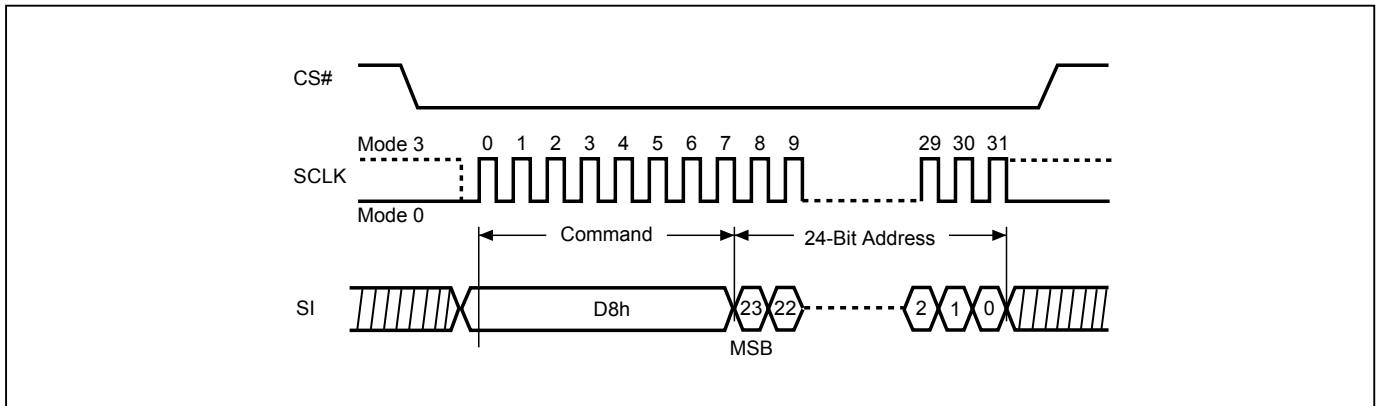 CS#
Mode 3 0 1 2 3 4 5 6 7 8 9 29 30 31
SCLK
Mode 0
Command 24-Bit Address
SI D8h 23 22 2 1 0
MSB